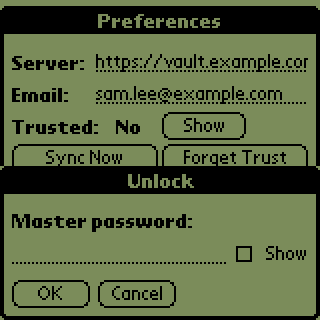 Preferences
Server: https://vault.example.cor
Email: sam.lee@example.com
Trusted: No Show
Sync Now Forget Trust
Unlock
Master password:
Show
OK Cancel